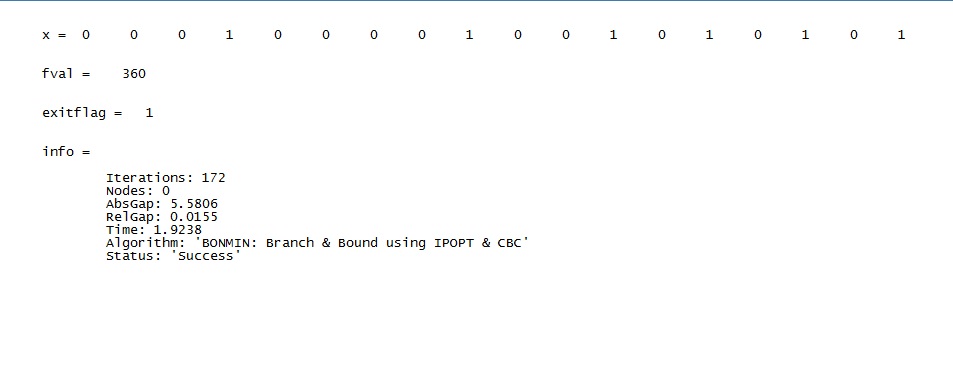 x = 0 0 0 1 0 0 0 0 1 0 0 1 0 1 0 1 0 1
fval = 360
exitflag = 1
info =
Iterations: 172
Nodes: 0
AbsGap: 5.5806
RelGap: 0.0155
Time: 1.9238
Algorithm: 'BONMIN: Branch & Bound using IPOPT & CBC'
Status: 'Success'